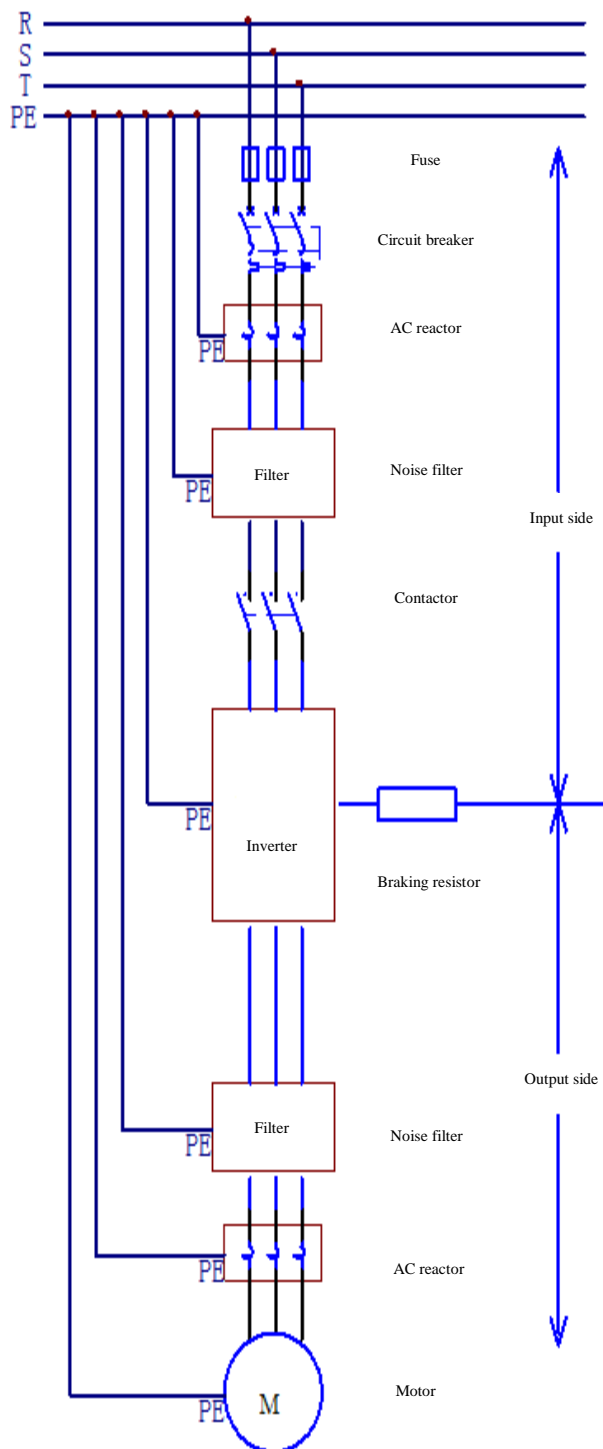 R
S
T
PE
Fuse
Circuit breaker
AC reactor
PE
Filter
Noise filter
PE
Input side
Contactor
PE
Inverter
Braking resistor
Output side
Filter
Noise filter
PE
PE
AC reactor
M
Motor
PE